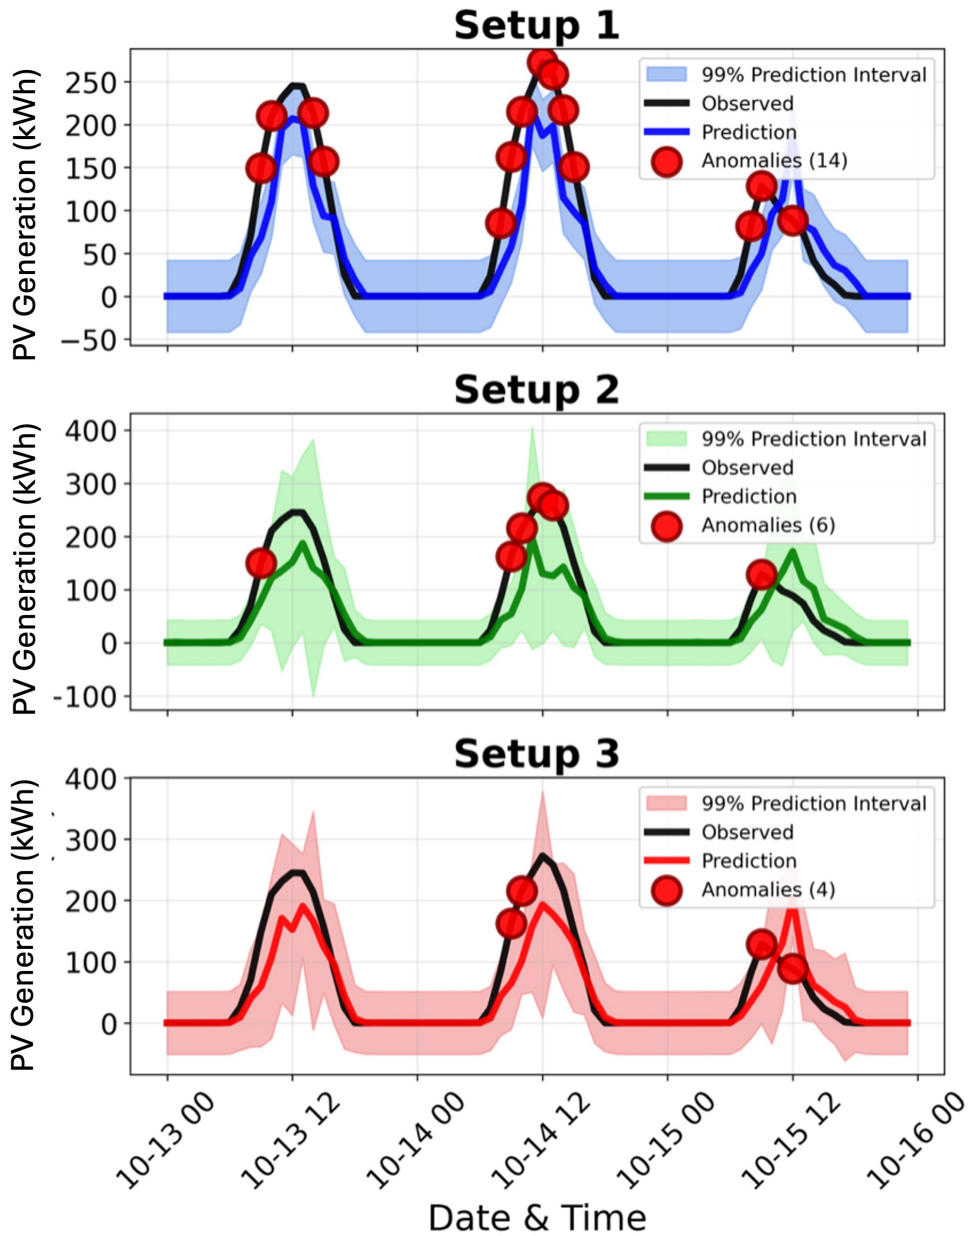 Setup 1
PV Generation (kWh)
250
200
150
100
50
0
−50
99% Prediction Interval
Observed
Prediction
Anomalies (14)
Setup 2
PV Generation (kWh)
400
300
200
100
0
-100
99% Prediction Interval
Observed
Prediction
Anomalies (6)
Setup 3
PV Generation (kWh)
400
300
200
100
0
99% Prediction Interval
Observed
Prediction
Anomalies (4)
10-13 00
10-13 12
10-14 00
10-14 12
10-15 00
10-15 12
10-16 00
Date & Time